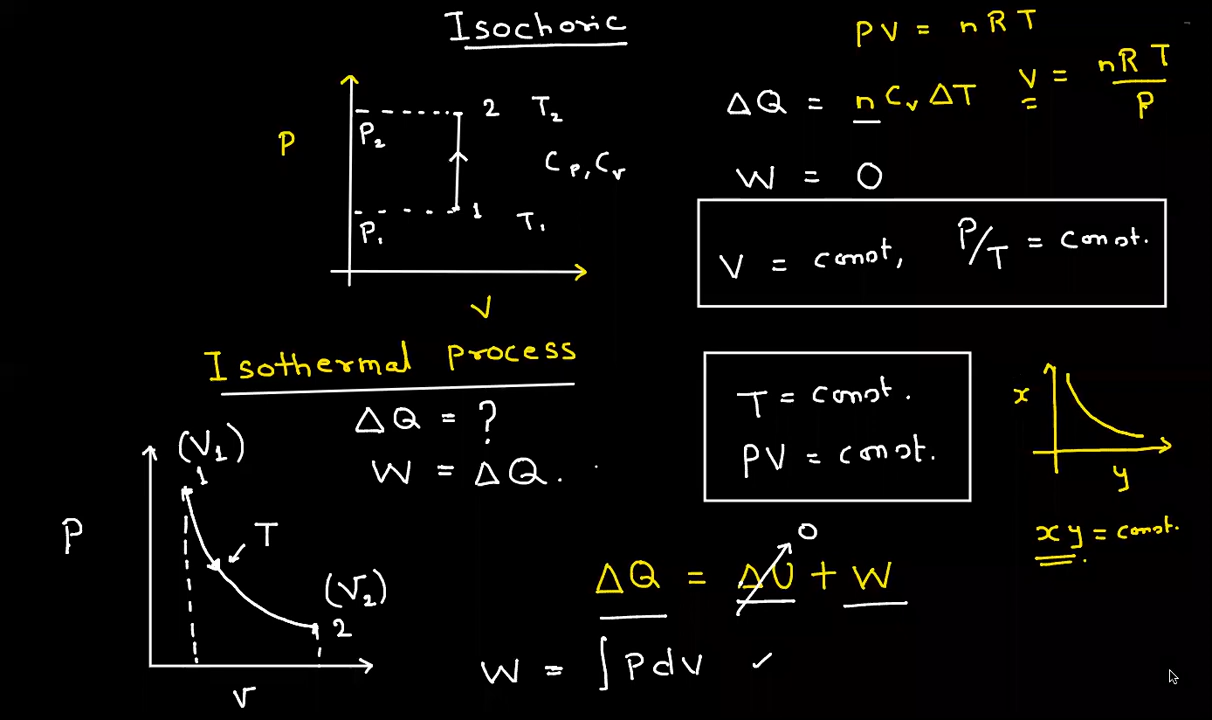 Isochoric
PV = nRT
ΔQ = nCᵥΔT
V = nRT/P
P
P₂
2 T₂
Cₚ, Cᵥ
W = 0
P₁
1 T₁
V
V = const, P/T = const.
Isothermal process
ΔQ = ?
W = ΔQ.
T = const.
PV = const.
x
y
xy = const.
(V₁)
1
P
T
(V₂)
2
V
ΔQ = ΔU + W
0
W = ∫PdV ✓